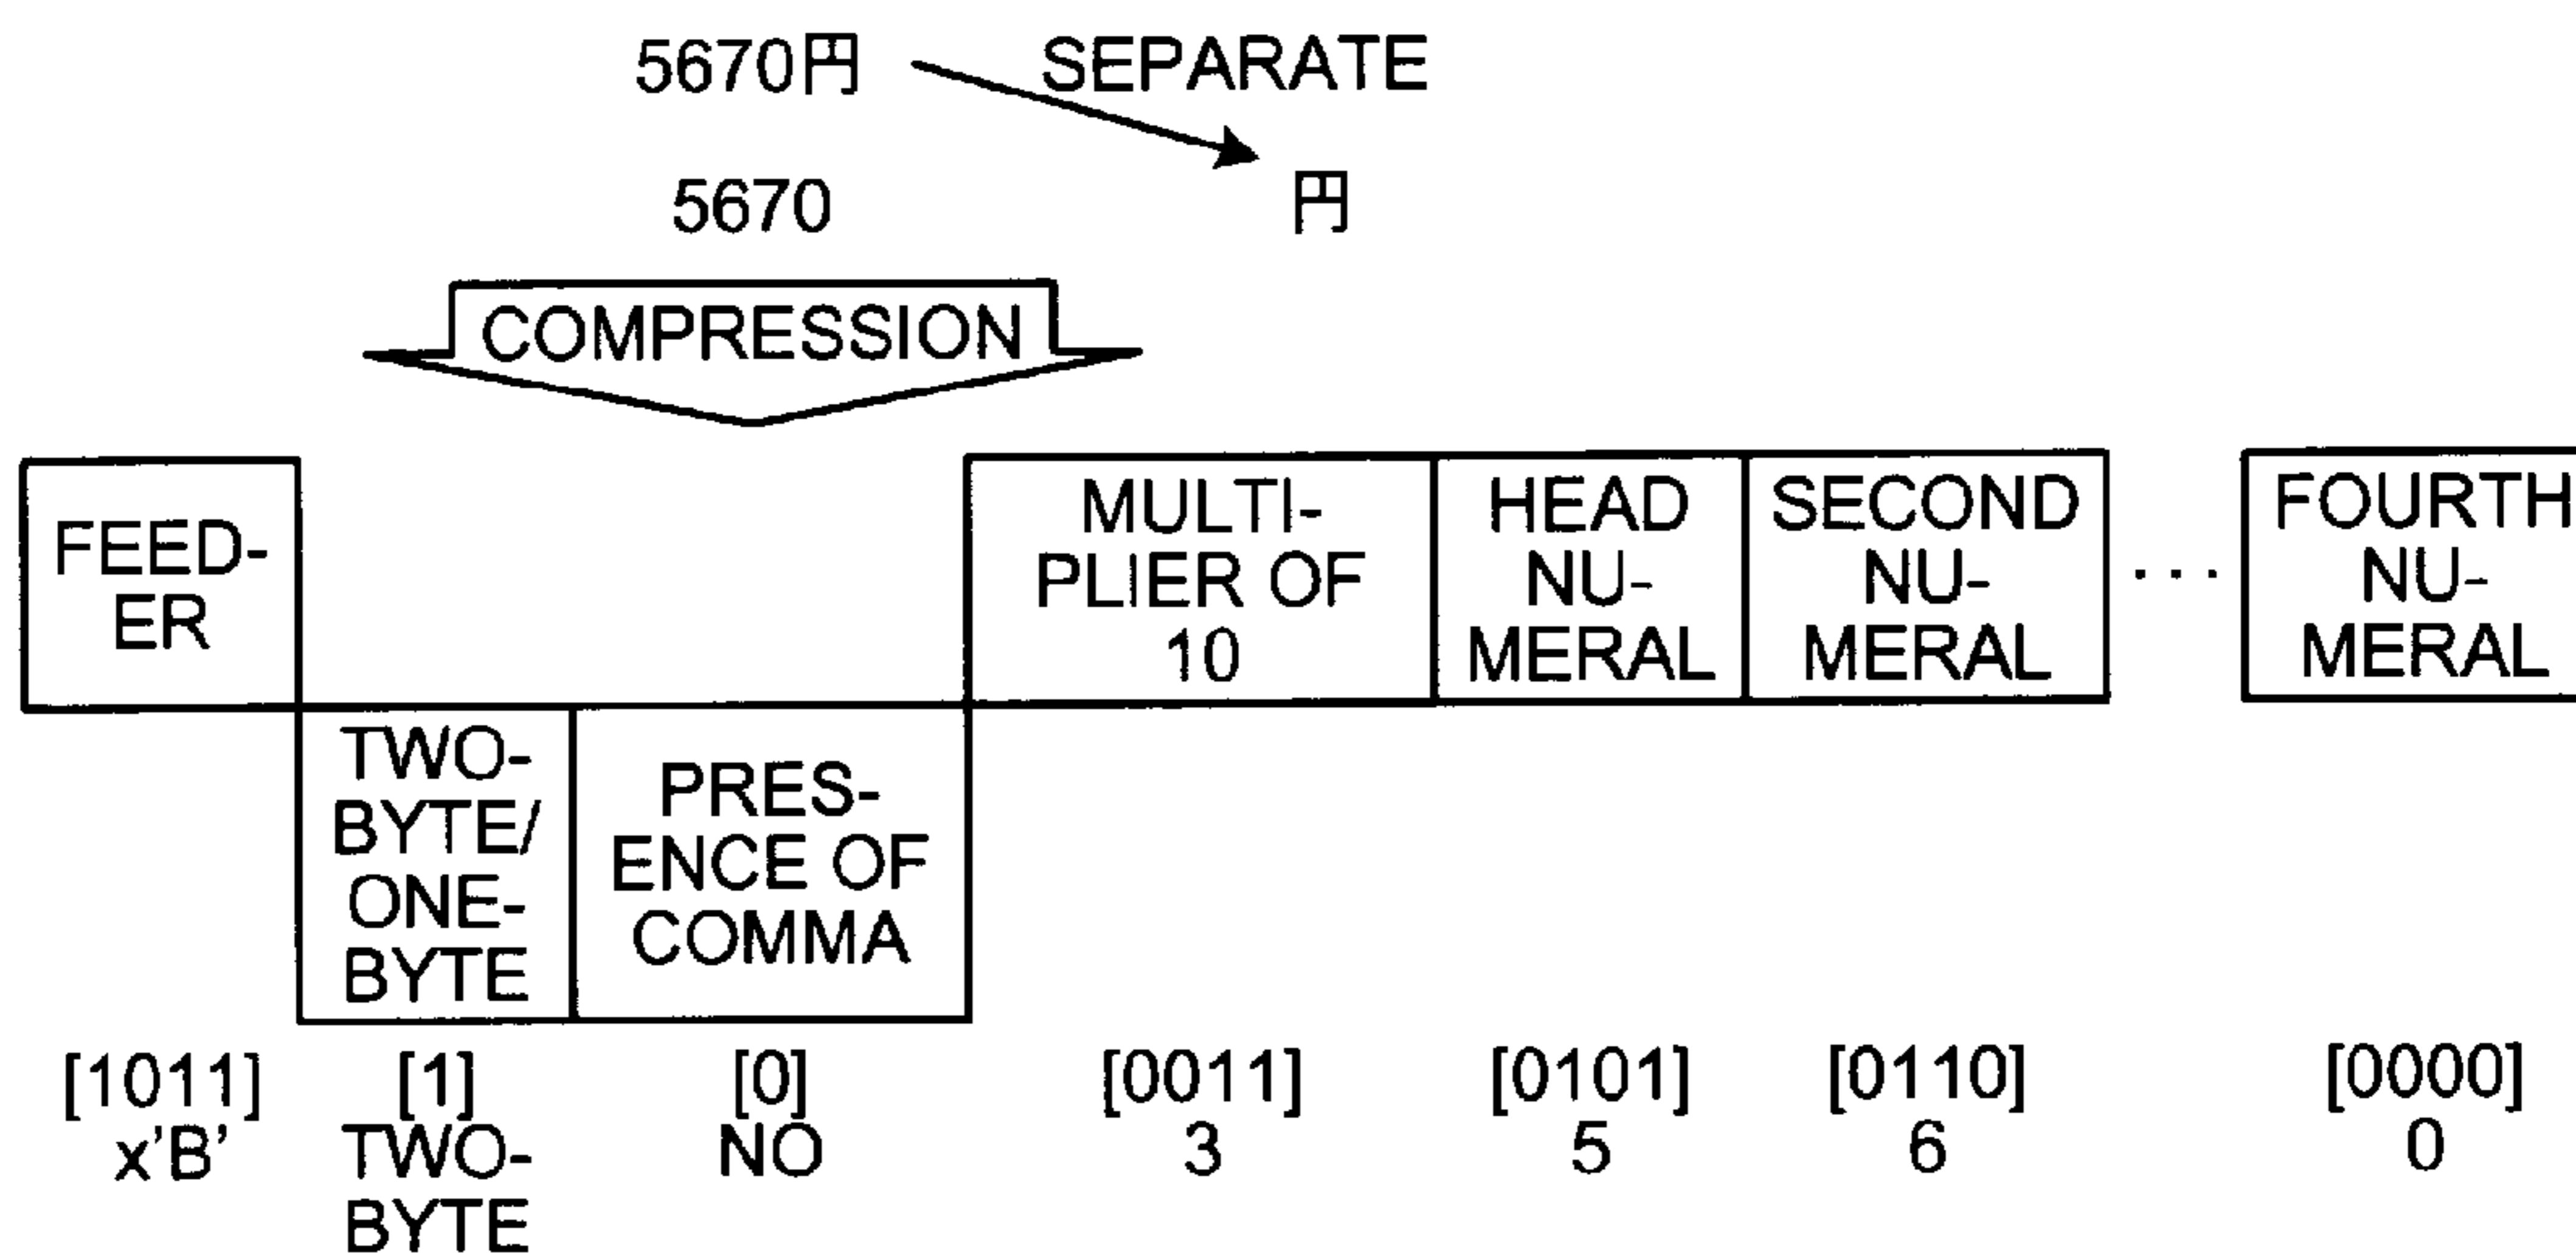 5670円 SEPARATE
5670 円
COMPRESSION
FEED-
ER
TWO-
BYTE/
ONE-
BYTE
PRES-
ENCE OF
COMMA
MULTI-
PLIER OF
10
HEAD
NU-
MERAL
SECOND
NU-
MERAL
...
FOURTH
NU-
MERAL
[1011] [1] [0] [0011] [0101] [0110] [0000]
x'B' TWO- NO 3 5 6 0
BYTE